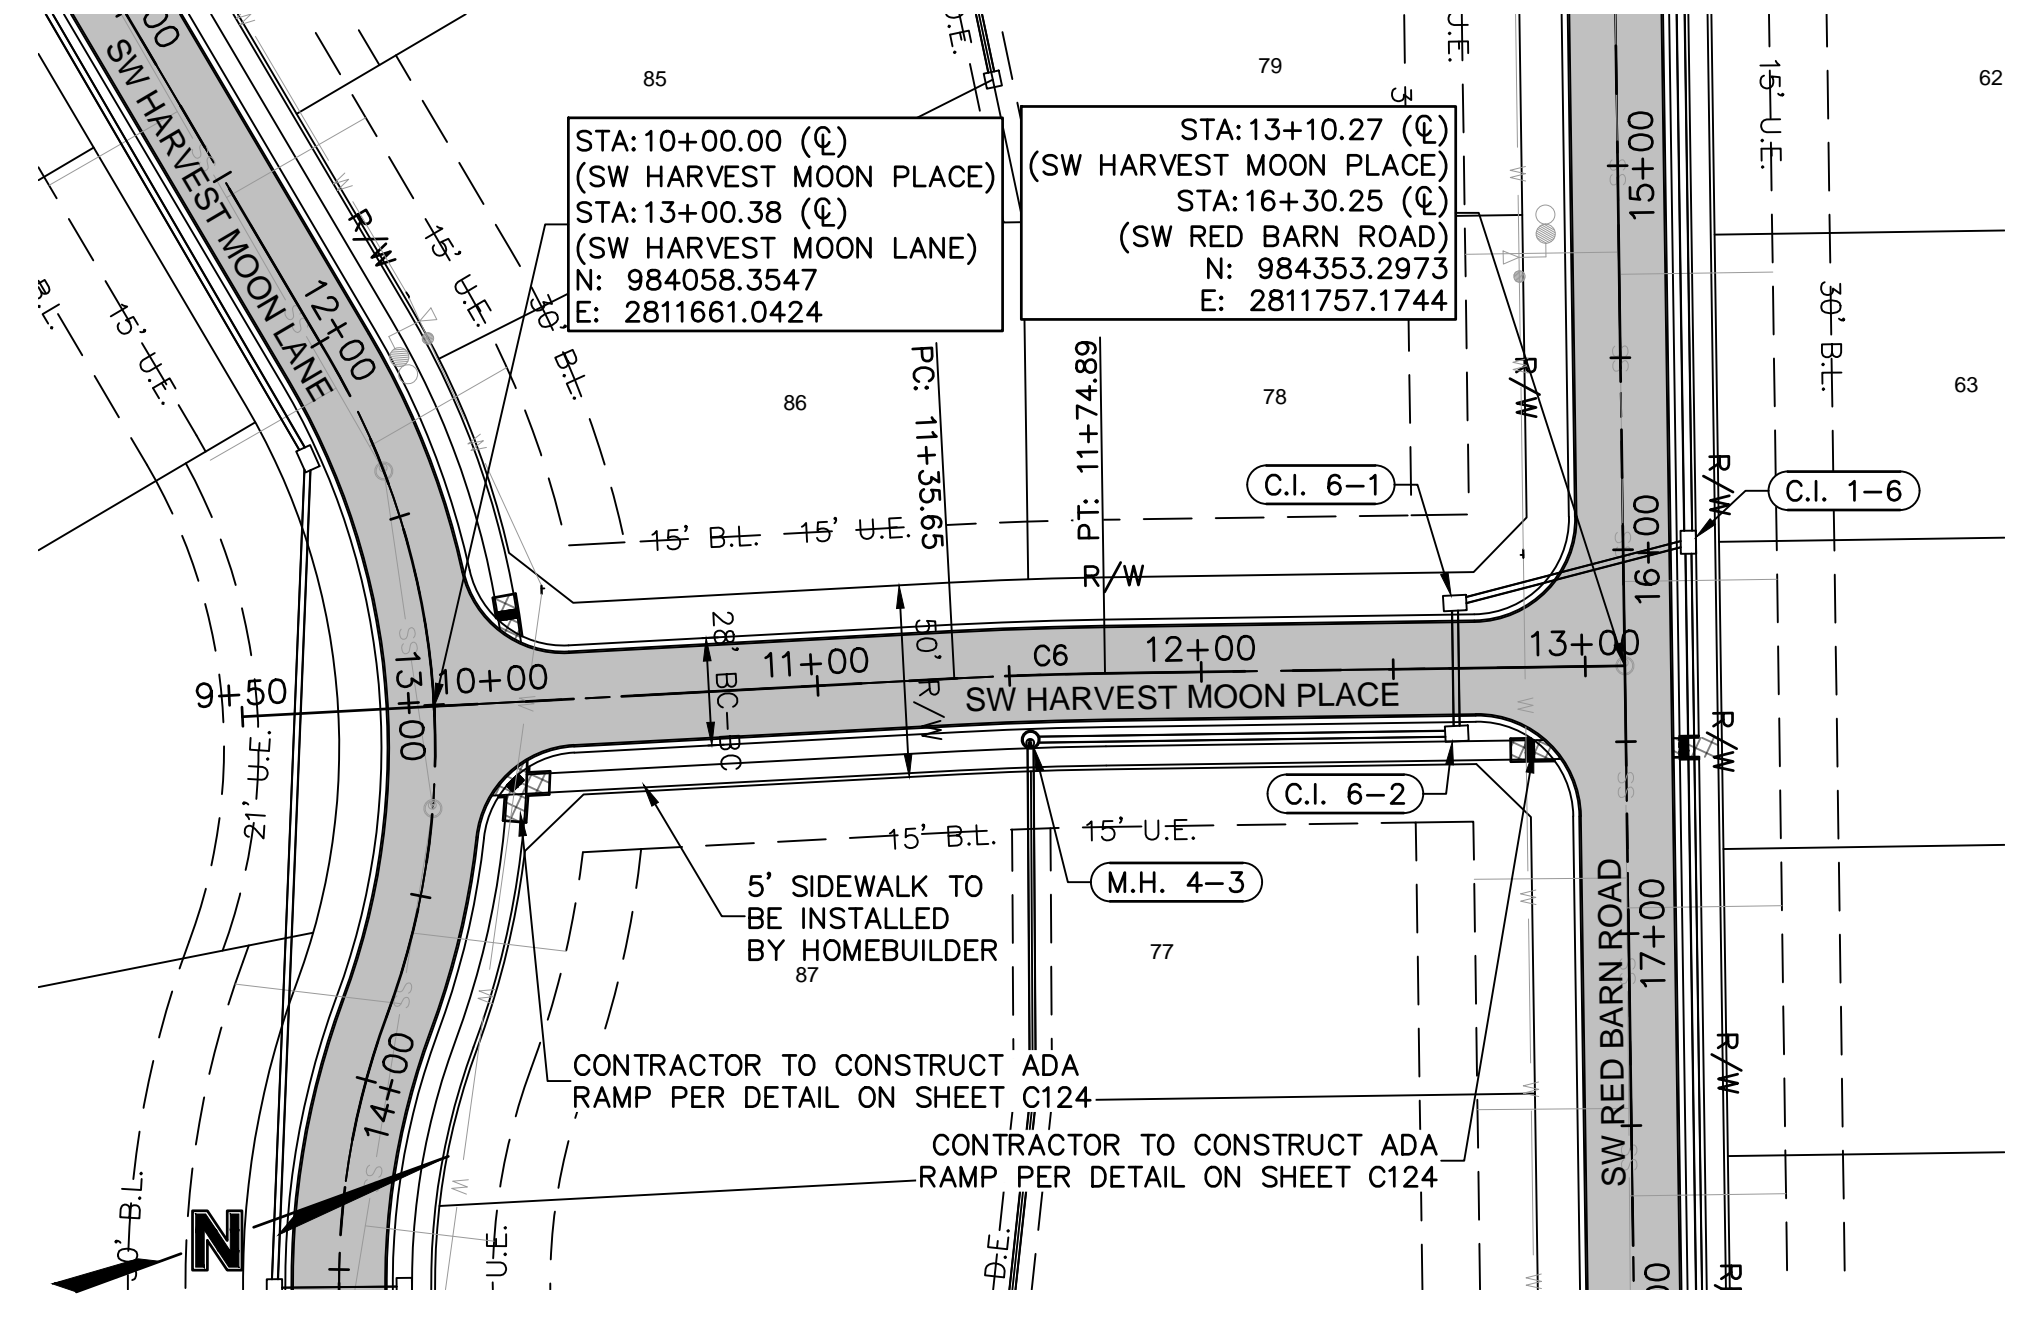 SW HARVEST MOON LANE
85
79
62
STA:10+00.00 (℄)
(SW HARVEST MOON PLACE)
STA:13+00.38 (℄)
(SW HARVEST MOON LANE)
N: 984058.3547
E: 2811661.0424
STA:13+10.27 (℄)
(SW HARVEST MOON PLACE)
STA:16+30.25 (℄)
(SW RED BARN ROAD)
N: 984353.2973
E: 2811757.1744
15' U.E.
15+00
R/W
15' U.E.
30' B.L.
B.L.
15' U.E.
12+00
30' B.L.
PC: 11+35.65
PT: 11+74.89
86
78
63
R/W
R/W
C.I. 6-1
C.I. 1-6
15' B.L.
15' U.E.
16+00
R/W
28' BC-BC
50' R/W
9+50
13+00
10+00
11+00
C6
12+00
13+00
SW HARVEST MOON PLACE
R/W
21' U.E.
C.I. 6-2
15' B.L.
15' U.E.
M.H. 4-3
5' SIDEWALK TO
BE INSTALLED
BY HOMEBUILDER
87
77
17+00
SW RED BARN ROAD
14+00
CONTRACTOR TO CONSTRUCT ADA
RAMP PER DETAIL ON SHEET C124
R/W
CONTRACTOR TO CONSTRUCT ADA
RAMP PER DETAIL ON SHEET C124
B.L.
N
U.E.
D.E.